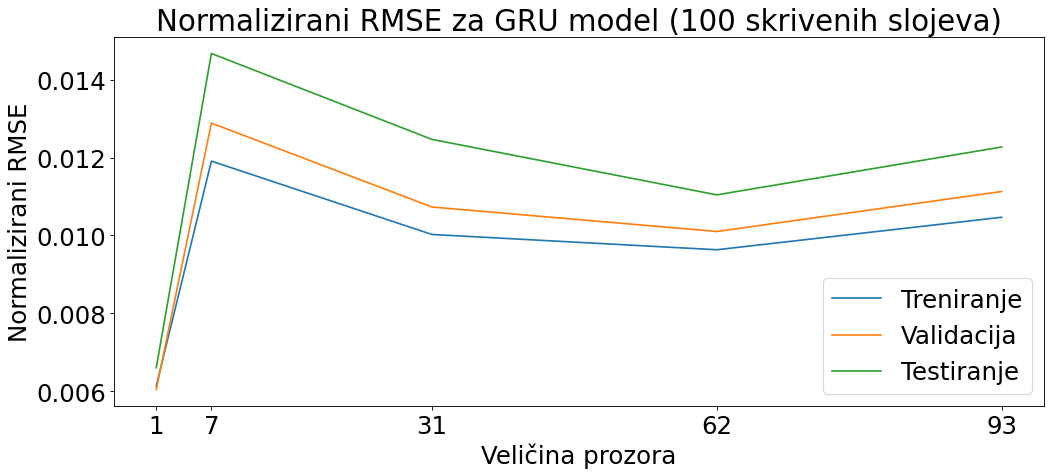 Normalizirani RMSE za GRU model (100 skrivenih slojeva)
Normalizirani RMSE
0.014
0.012
0.010
0.008
0.006
Treniranje
Validacija
Testiranje
1 7 31 62 93
Veličina prozora